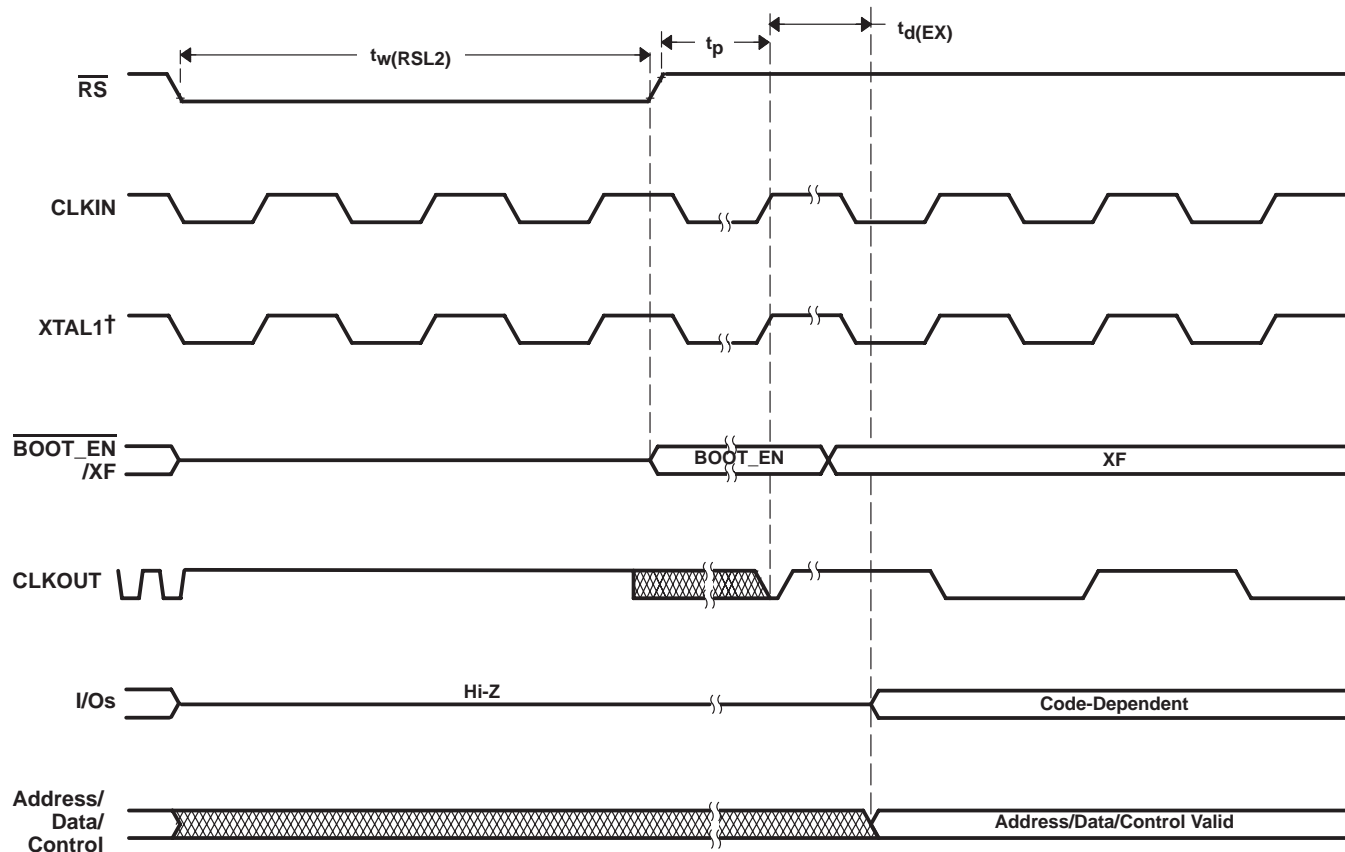 tw(RSL2)
tp
td(EX)
RS
CLKIN
XTAL1†
BOOT_EN
/XF
BOOT_EN
XF
CLKOUT
I/Os
Hi-Z
Code-Dependent
Address/
Data/
Control
Address/Data/Control Valid